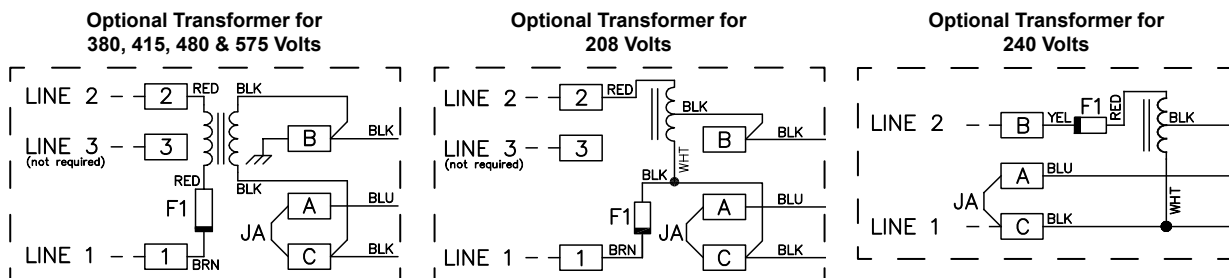 Optional Transformer for
380, 415, 480 & 575 Volts
LINE 2
2
RED
BLK
LINE 3
(not required)
3
B
BLK
RED
BLK
F1
A
BLU
JA
LINE 1
1
BRN
C
BLK
Optional Transformer for
208 Volts
LINE 2
2
RED
BLK
LINE 3
(not required)
3
B
BLK
WHT
BLK
F1
A
BLU
JA
LINE 1
1
BRN
C
BLK
Optional Transformer for
240 Volts
F1
RED
LINE 2
B
YEL
BLK
A
BLU
JA
WHT
LINE 1
C
BLK